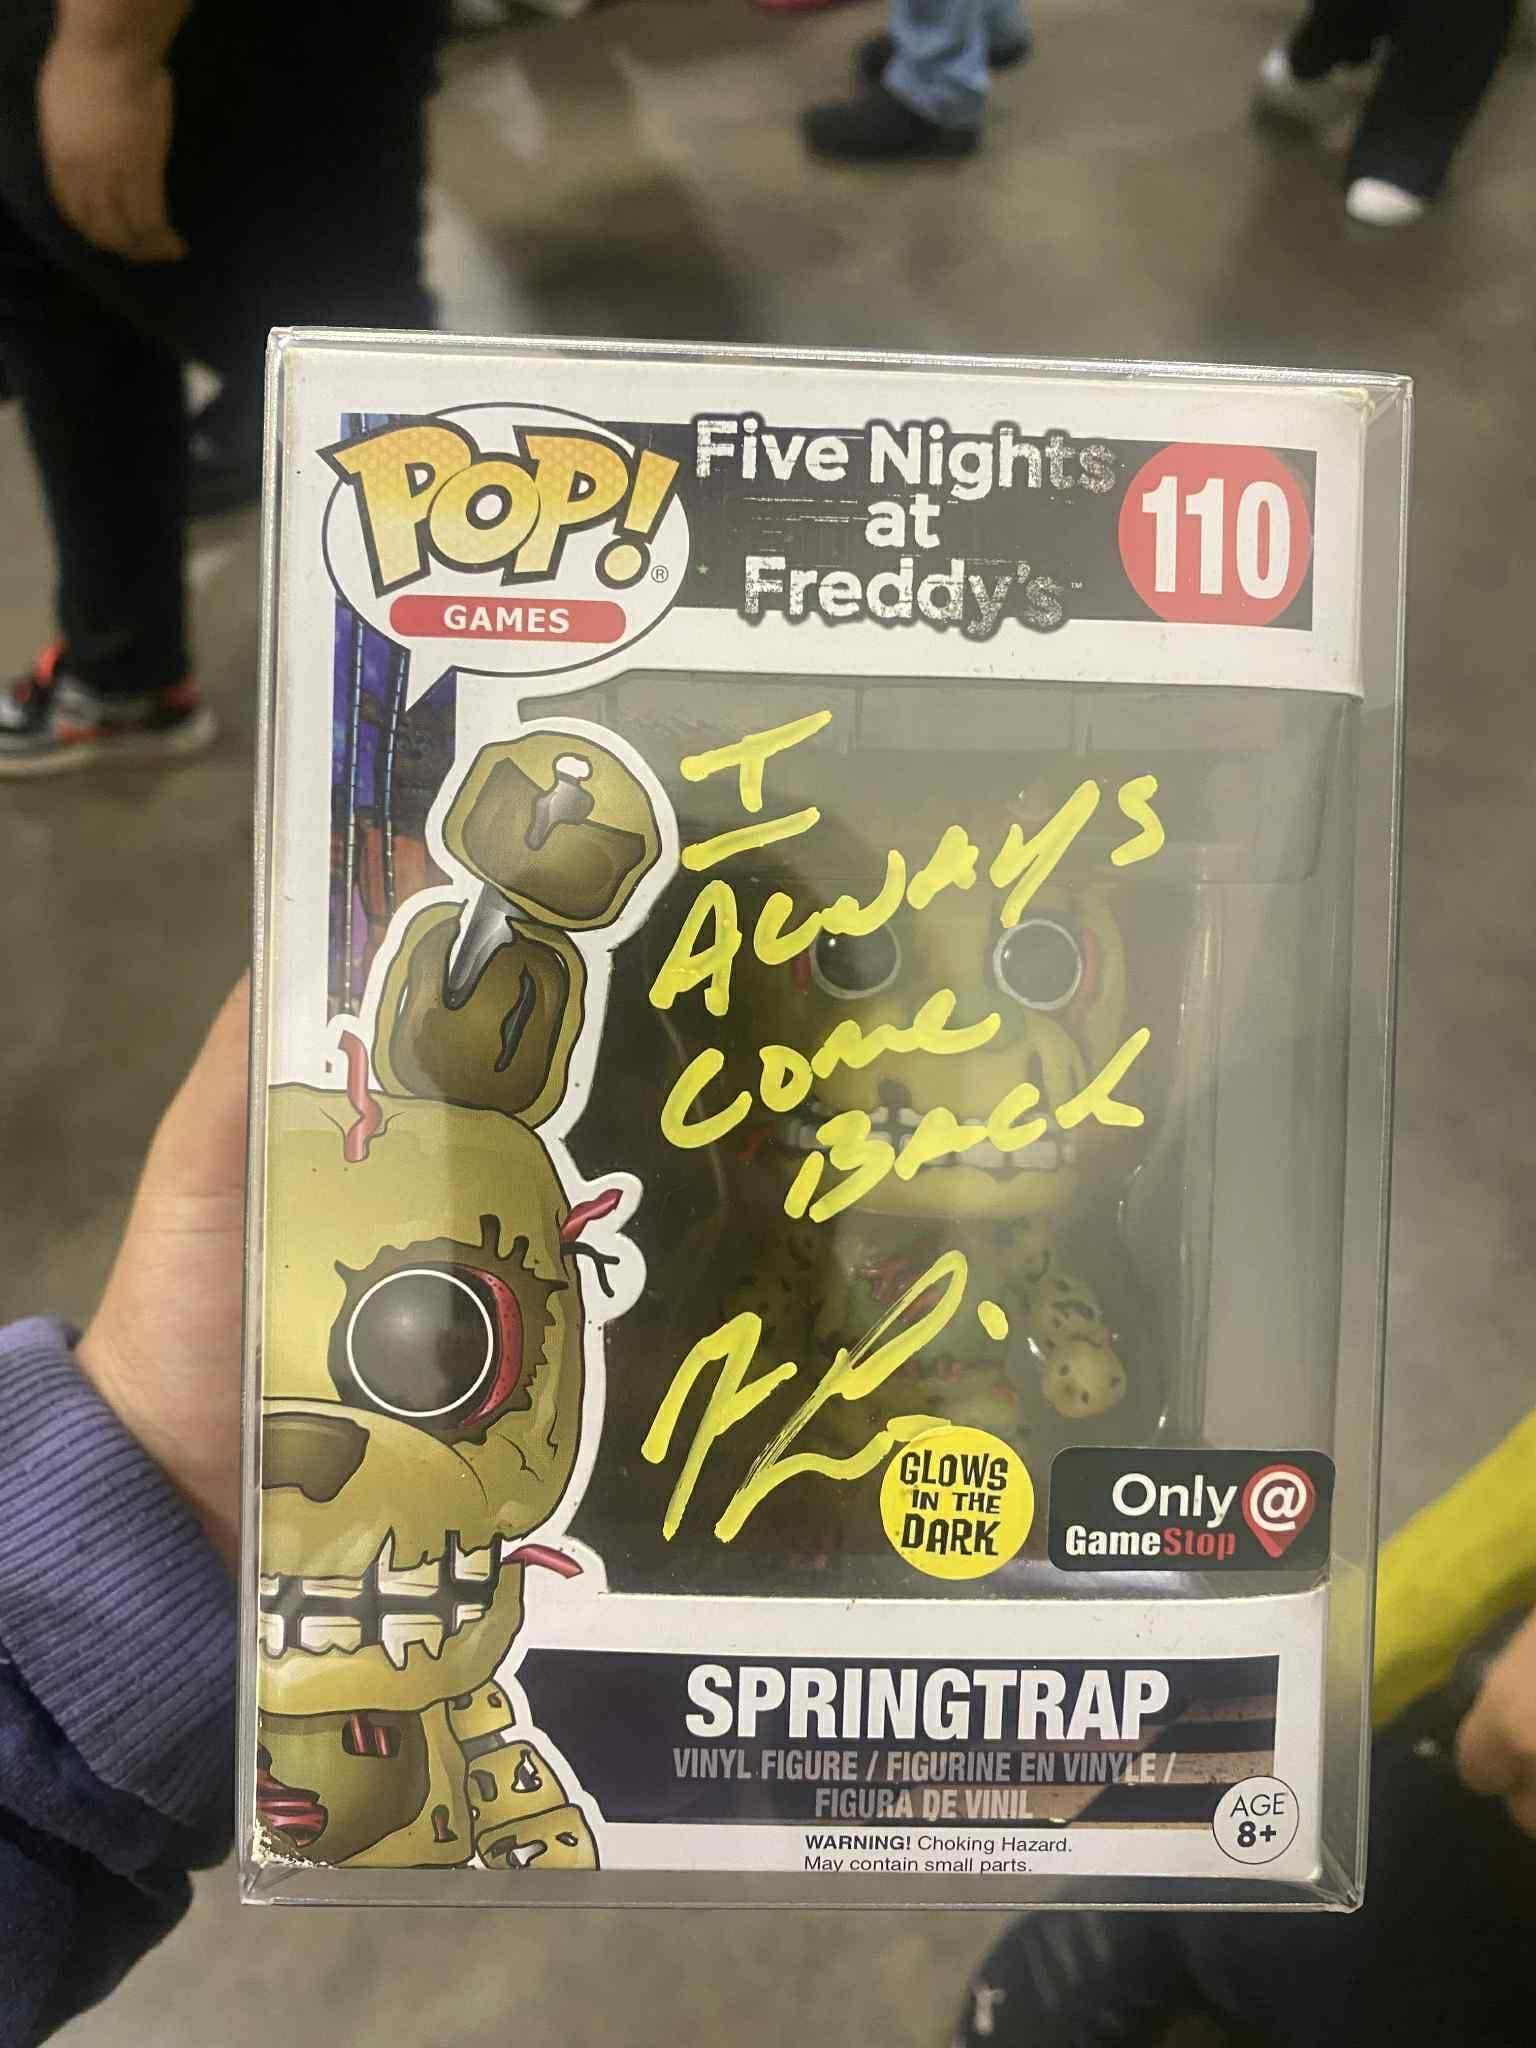 POP!®
GAMES
Five Nights
at
Freddy's™
110
I
ALWAYS
COME
BACK
GLOWS
IN THE
DARK
Only @
GameStop
SPRINGTRAP
VINYL FIGURE / FIGURINE EN VINYLE /
FIGURA DE VINIL
AGE
8+
WARNING! Choking Hazard.
May contain small parts.